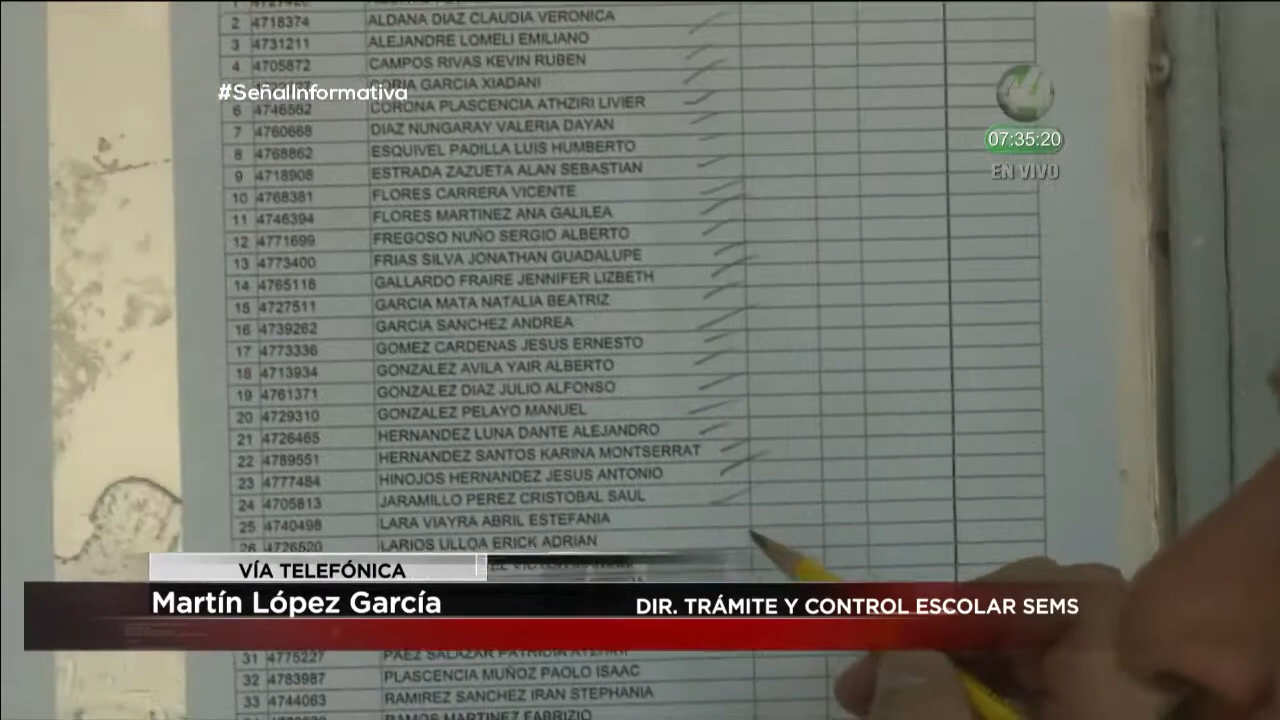 2 4718374 ALDANA DIAZ CLAUDIA VERONICA
3 4731211 ALEJANDRE LOMELI EMILIANO
4 4705872 CAMPOS RIVAS KEVIN RUBEN
CORIA GARCIA XIADANI
#SeñalInformativa
6 4746562 CORONA PLASCENCIA ATHZIRI LIVIER
7 4760668 DIAZ NUNGARAY VALERIA DAYAN
07:35:20
8 4768862 ESQUIVEL PADILLA LUIS HUMBERTO
9 4718908 ESTRADA ZAZUETA ALAN SEBASTIAN
EN VIVO
10 4768381 FLORES CARRERA VICENTE
11 4746394 FLORES MARTINEZ ANA GALILEA
12 4771699 FREGOSO NUÑO SERGIO ALBERTO
13 4773400 FRIAS SILVA JONATHAN GUADALUPE
14 4765118 GALLARDO FRAIRE JENNIFER LIZBETH
15 4727511 GARCIA MATA NATALIA BEATRIZ
16 4739262 GARCIA SANCHEZ ANDREA
17 4773336 GOMEZ CARDENAS JESUS ERNESTO
18 4713934 GONZALEZ AVILA YAIR ALBERTO
19 4761371 GONZALEZ DIAZ JULIO ALFONSO
20 4729310 GONZALEZ PELAYO MANUEL
21 4726465 HERNANDEZ LUNA DANTE ALEJANDRO
22 4789551 HERNANDEZ SANTOS KARINA MONTSERRAT
23 4777484 HINOJOS HERNANDEZ JESUS ANTONIO
24 4705813 JARAMILLO PEREZ CRISTOBAL SAUL
25 4740498 LARA VIAYRA ABRIL ESTEFANIA
26 4726520 LARIOS ULLOA ERICK ADRIAN
VÍA TELEFÓNICA
Martín López García
DIR. TRÁMITE Y CONTROL ESCOLAR SEMS
31 4775227 PAEZ SALAZAR PATRICIA
32 4783987 PLASCENCIA MUÑOZ PAOLO ISAAC
33 4744063 RAMIREZ SANCHEZ IRAN STEPHANIA
RAMOS MARTINEZ FABRIZIO